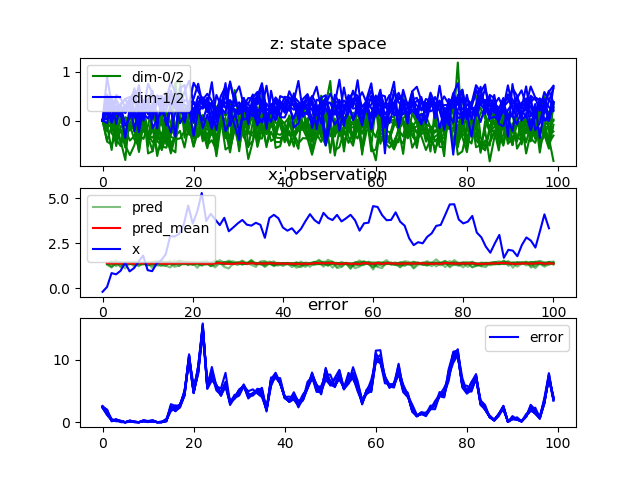 z: state space
1
0
dim-0/2
dim-1/2
0 20 40 60 80 100
x: observation
5.0
2.5
0.0
pred
pred_mean
x
0 20 40 60 80 100
error
10
0
error
0 20 40 60 80 100